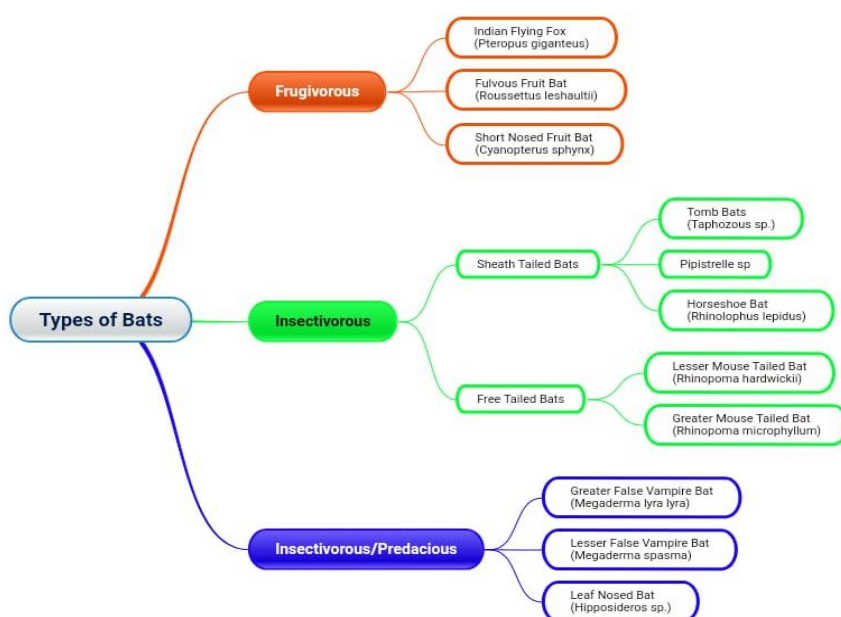 Types of Bats
Frugivorous
Indian Flying Fox
(Pteropus giganteus)
Fulvous Fruit Bat
(Roussettus leshaultii)
Short Nosed Fruit Bat
(Cyanopterus sphynx)
Insectivorous
Sheath Tailed Bats
Tomb Bats
(Taphozous sp.)
Pipistrelle sp
Horseshoe Bat
(Rhinolophus lepidus)
Free Tailed Bats
Lesser Mouse Tailed Bat
(Rhinopoma hardwickii)
Greater Mouse Tailed Bat
(Rhinopoma microphyllum)
Insectivorous/Predacious
Greater False Vampire Bat
(Megaderma lyra lyra)
Lesser False Vampire Bat
(Megaderma spasma)
Leaf Nosed Bat
(Hipposideros sp.)